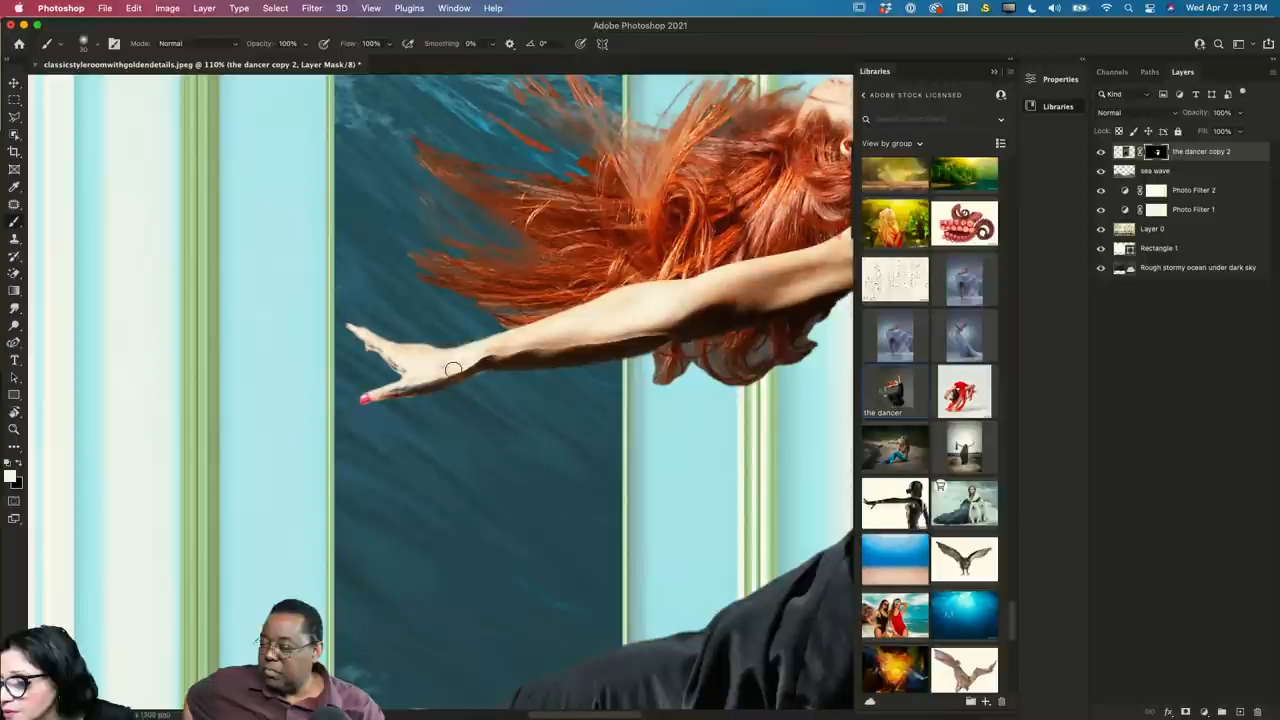 Photoshop File Edit Image Layer Type Select Filter 3D View Plugins Window Help Wed Apr 7 2:13 PM
Adobe Photoshop 2021
30 Mode: Normal Opacity: 100% Flow: 100% Smoothing: 0% 0°
classicstyleroomwithgoldendetails.jpeg @ 110% (the dancer copy 2, Layer Mask/8) *
Libraries
ADOBE STOCK LICENSED
View by group
the dancer
Properties
Libraries
Channels Paths Layers
Kind
Normal Opacity: 100%
Lock: Fill: 100%
the dancer copy 2
sea wave
Photo Filter 2
Photo Filter 1
Layer 0
Rectangle 1
Rough stormy ocean under dark sky